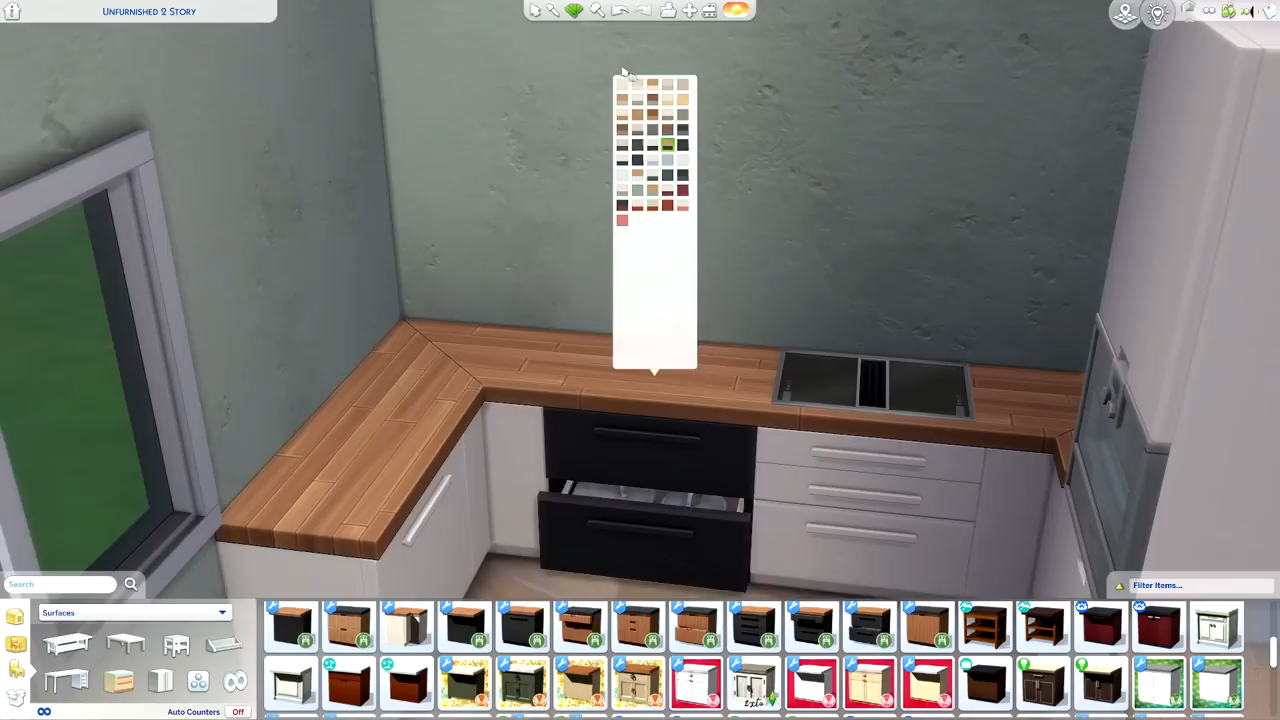 UNFURNISHED 2 STORY
Search
Filter Items...
Surfaces
Auto Counters Off